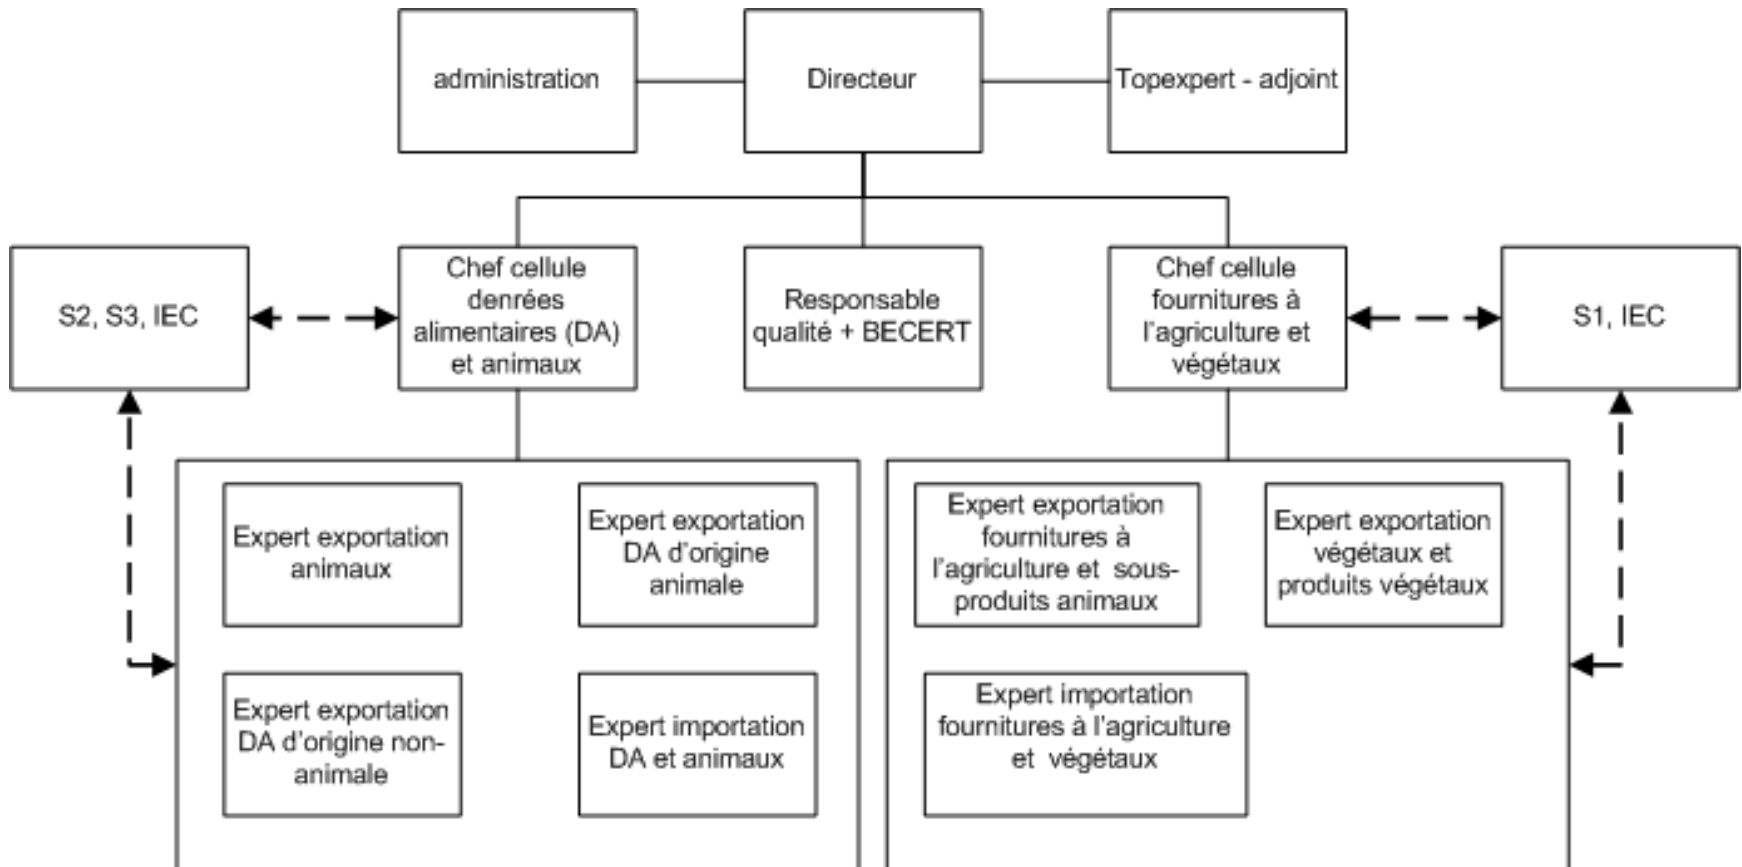 administration
Directeur
Topexpert - adjoint
S2, S3, IEC
Chef cellule
denrées
alimentaires (DA)
et animaux
Responsable
qualité + BECERT
Chef cellule
fournitures à
l'agriculture et
végétaux
S1, IEC
Expert exportation
animaux
Expert exportation
DA d'origine
animale
Expert exportation
fournitures à
l'agriculture et sous-
produits animaux
Expert exportation
végétaux et
produits végétaux
Expert exportation
DA d'origine non-
animale
Expert importation
DA et animaux
Expert importation
fournitures à l'agriculture
et végétaux